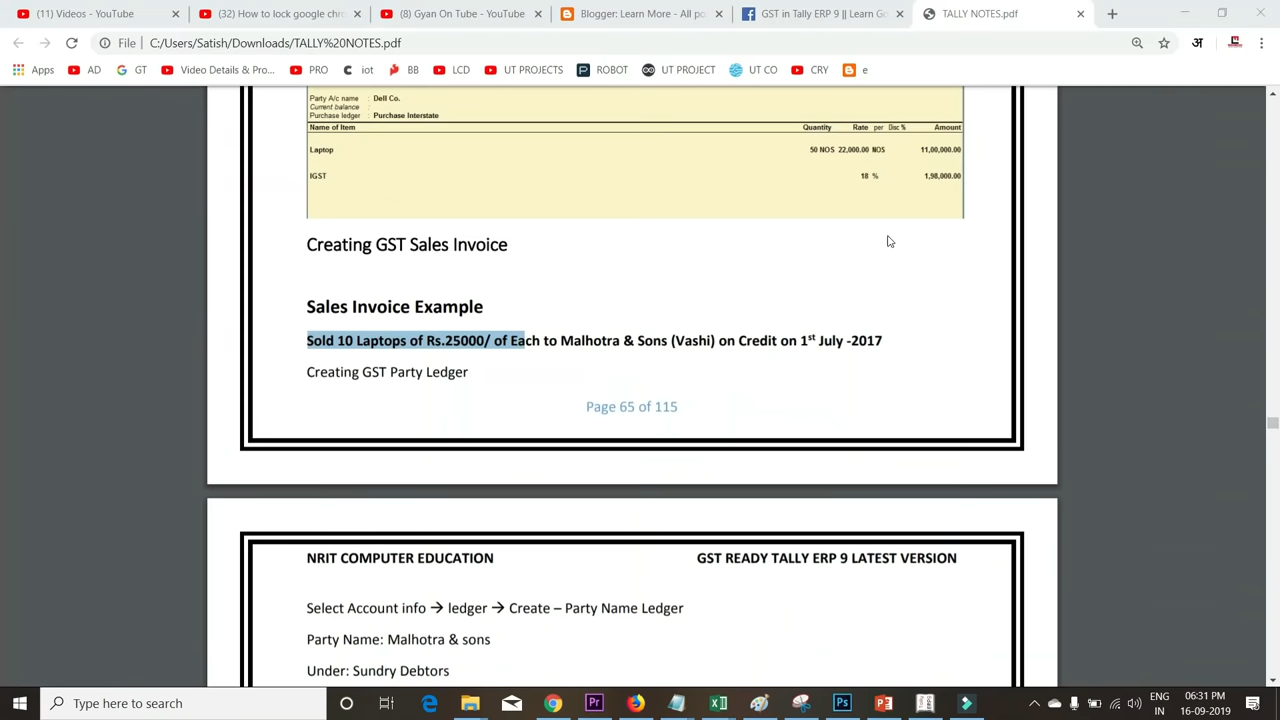 (11) Videos - YouTube
(32) How to lock google chro
(8) Gyan On Tube - YouTube
Blogger: Learn More - All po
GST in Tally ERP 9 || Learn G
TALLY NOTES.pdf
File | C:/Users/Satish/Downloads/TALLY%20NOTES.pdf
अ
Apps AD GT Video Details & Pro... PRO iot BB LCD UT PROJECTS ROBOT UT PROJECT UT CO CRY e
Party A/c name : Dell Co.
Current balance :
Purchase ledger : Purchase Interstate
Name of Item Quantity Rate per Disc % Amount
Laptop 50 NOS 22,000.00 NOS 11,00,000.00
IGST 18 % 1,98,000.00
Creating GST Sales Invoice
Sales Invoice Example
Sold 10 Laptops of Rs.25000/ of Each to Malhotra & Sons (Vashi) on Credit on 1st July -2017
Creating GST Party Ledger
Page 65 of 115
NRIT COMPUTER EDUCATION GST READY TALLY ERP 9 LATEST VERSION
Select Account info → ledger → Create – Party Name Ledger
Party Name: Malhotra & sons
Under: Sundry Debtors
Type here to search
ENG 06:31 PM
IN 16-09-2019